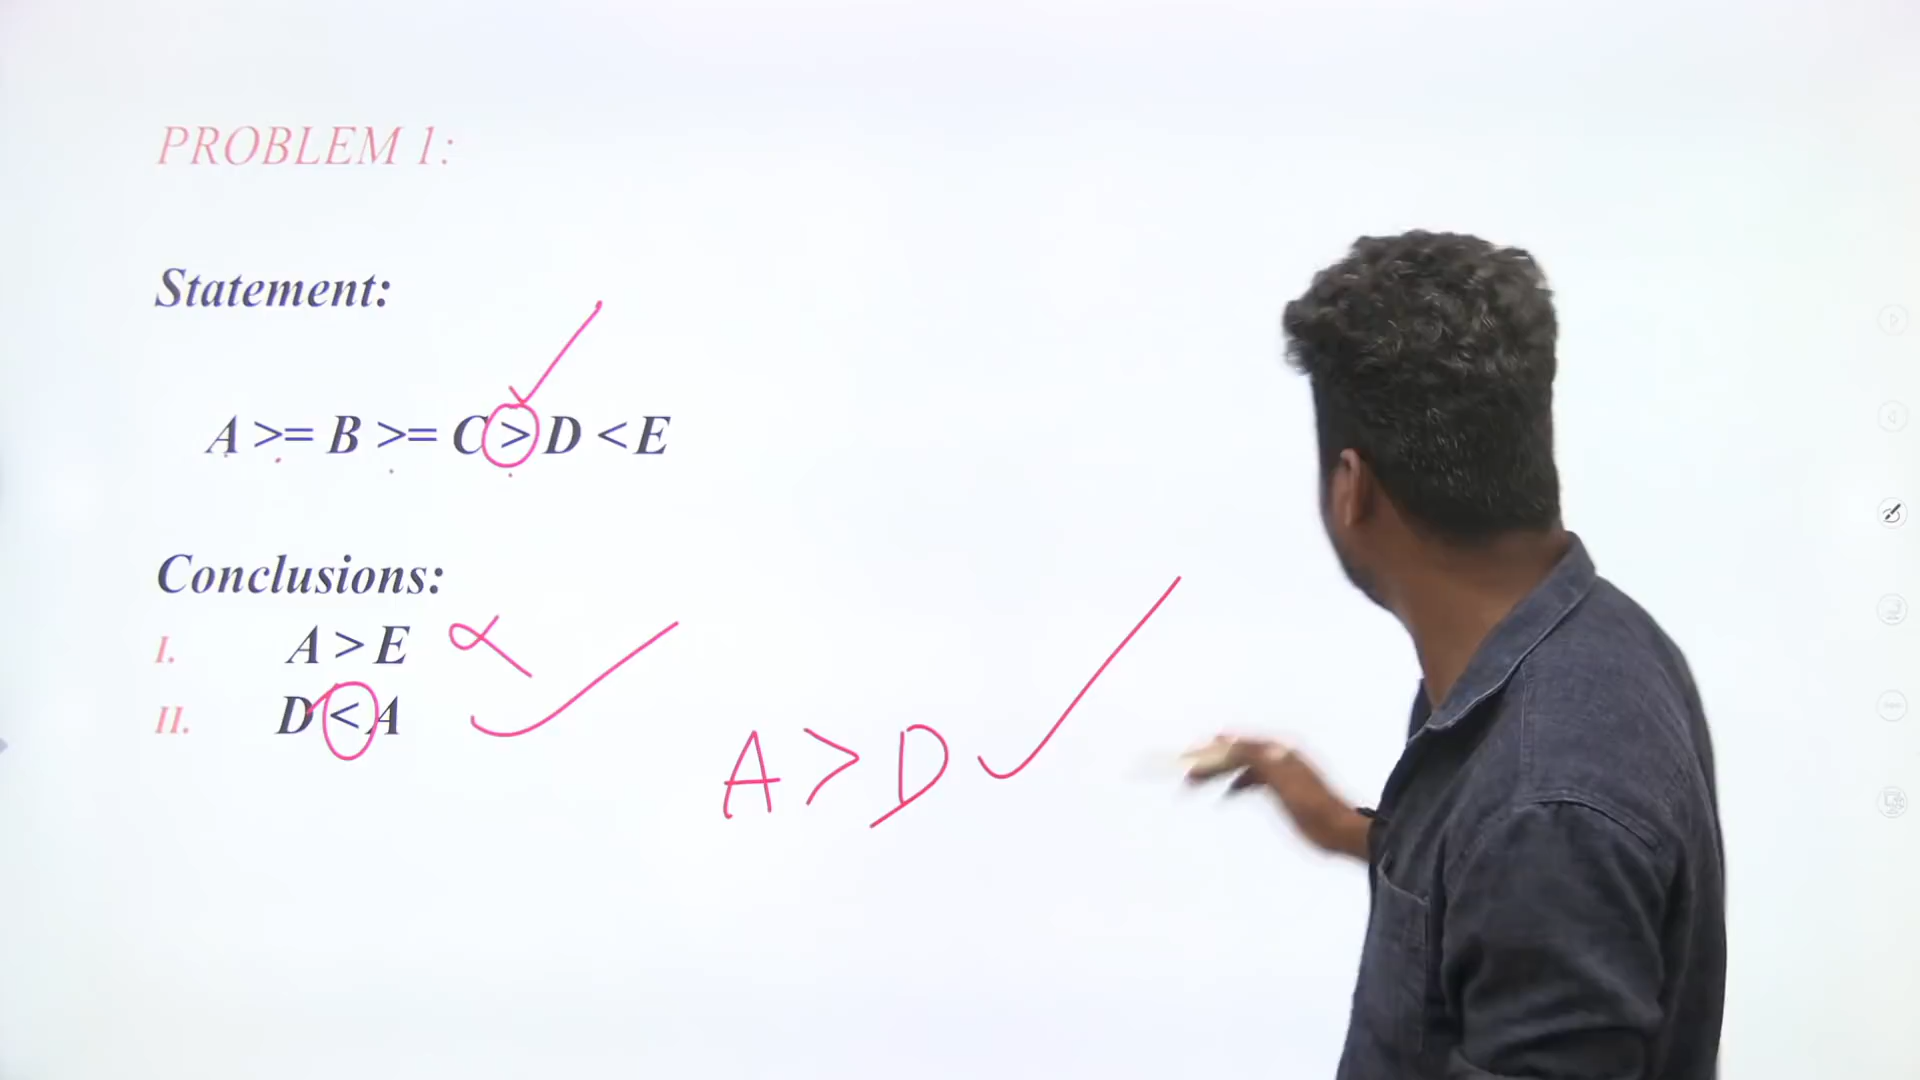 PROBLEM 1:
Statement:
A >= B >= C > D < E
Conclusions:
I. A > E
II. D < A
A > D